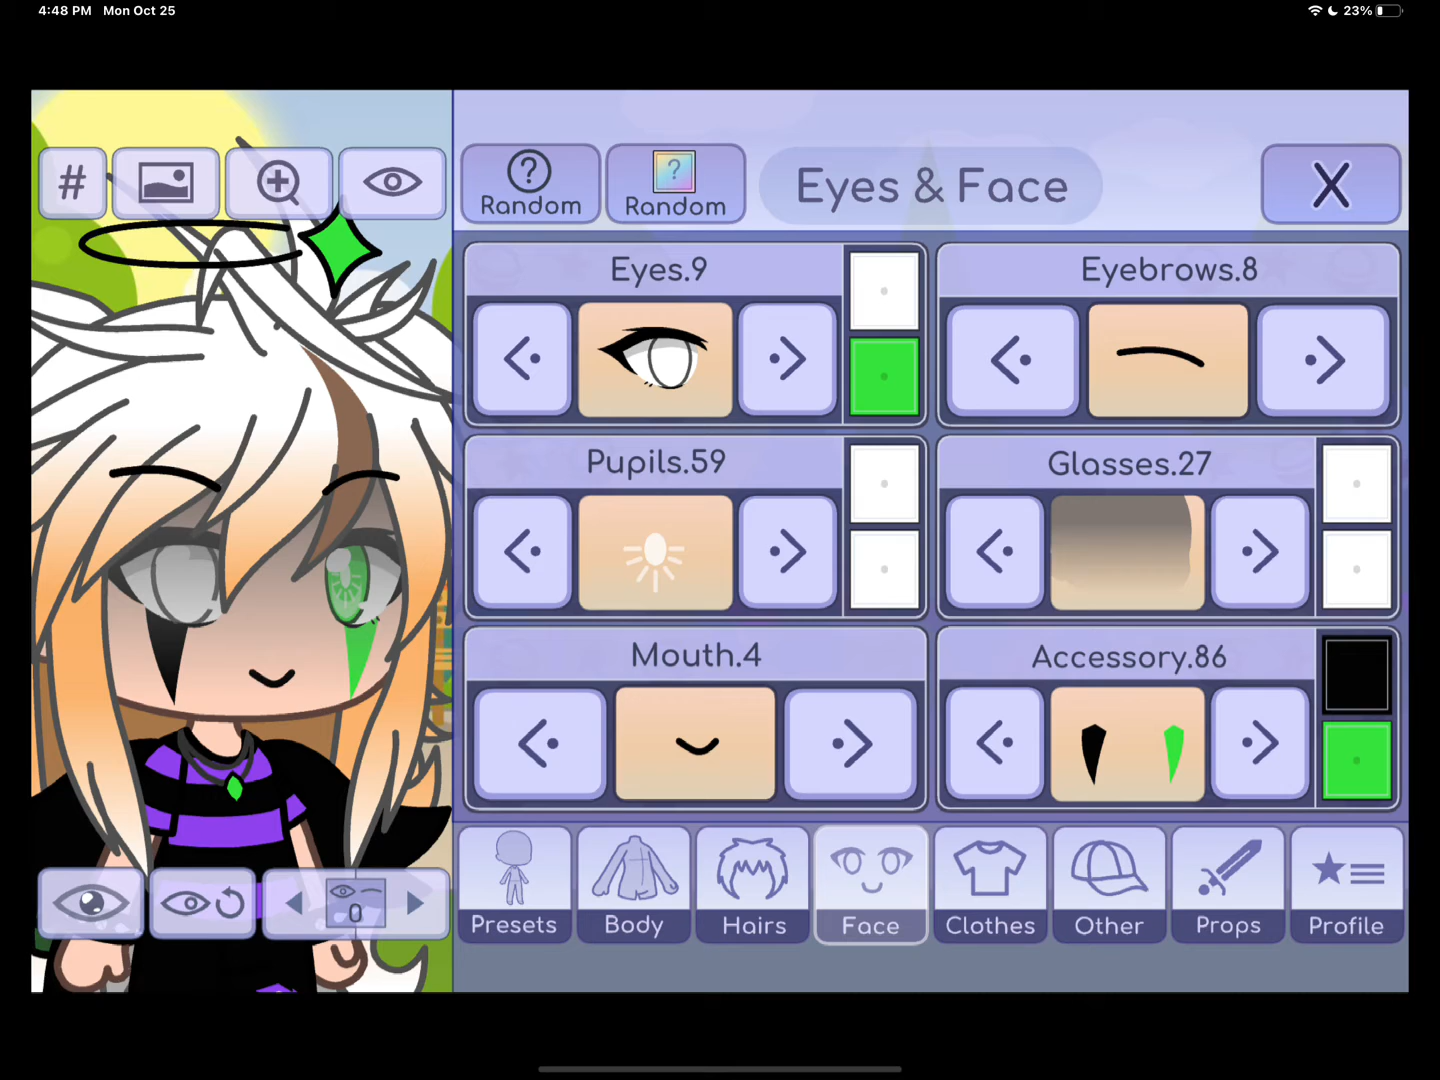 4:48 PM Mon Oct 25
23%
#
? Random
? Random
Eyes & Face
X
Eyes.9
Eyebrows.8
Pupils.59
Glasses.27
Mouth.4
Accessory.86
0
Presets
Body
Hairs
Face
Clothes
Other
Props
Profile